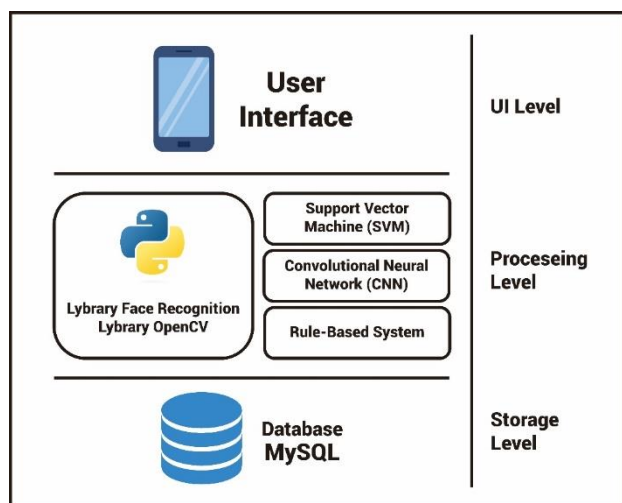 User
Interface
UI Level
Lybrary Face Recognition
Lybrary OpenCV
Support Vector
Machine (SVM)
Convolutional Neural
Network (CNN)
Rule-Based System
Proceseing
Level
Database
MySQL
Storage
Level